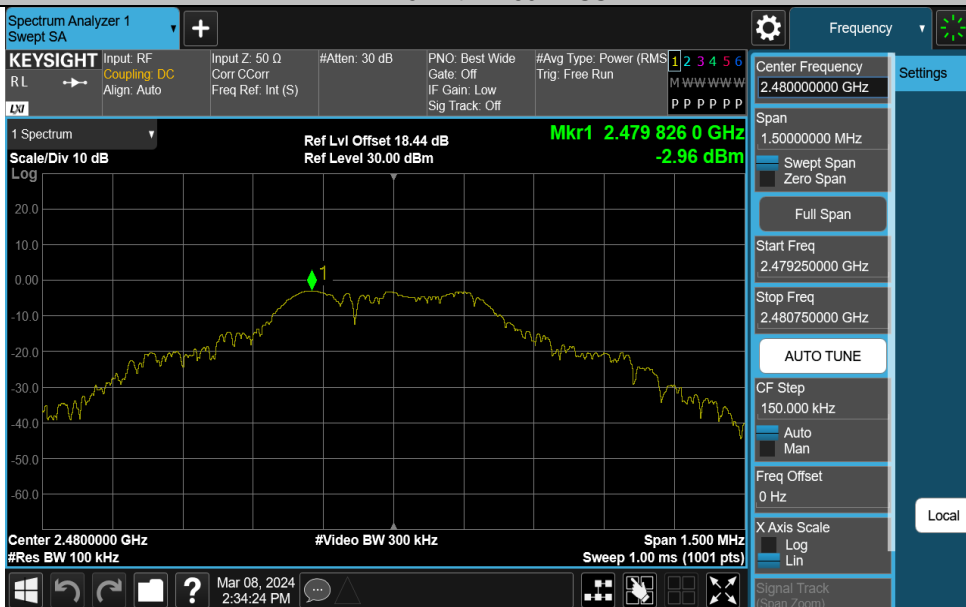 Spectrum Analyzer 1
Swept SA
+
Frequency
KEYSIGHT
RL
LXI
Input: RF
Coupling: DC
Align: Auto
Input Z: 50 Ω
Corr CCorr
Freq Ref: Int (S)
#Atten: 30 dB
PNO: Best Wide
Gate: Off
IF Gain: Low
Sig Track: Off
#Avg Type: Power (RMS
Trig: Free Run
1 2 3 4 5 6
M W W W W W
P P P P P P
1 Spectrum
Scale/Div 10 dB
Log
Ref Lvl Offset 18.44 dB
Ref Level 30.00 dBm
Mkr1 2.479 826 0 GHz
-2.96 dBm
20.0
10.0
0.00
-10.0
-20.0
-30.0
-40.0
-50.0
-60.0
1
Center 2.4800000 GHz
#Res BW 100 kHz
#Video BW 300 kHz
Span 1.500 MHz
Sweep 1.00 ms (1001 pts)
?
Mar 08, 2024
2:34:24 PM
Center Frequency
2.480000000 GHz
Span
1.50000000 MHz
Swept Span
Zero Span
Full Span
Start Freq
2.479250000 GHz
Stop Freq
2.480750000 GHz
AUTO TUNE
CF Step
150.000 kHz
Auto
Man
Freq Offset
0 Hz
X Axis Scale
Log
Lin
Signal Track
(Span Zoom)
Settings
Local